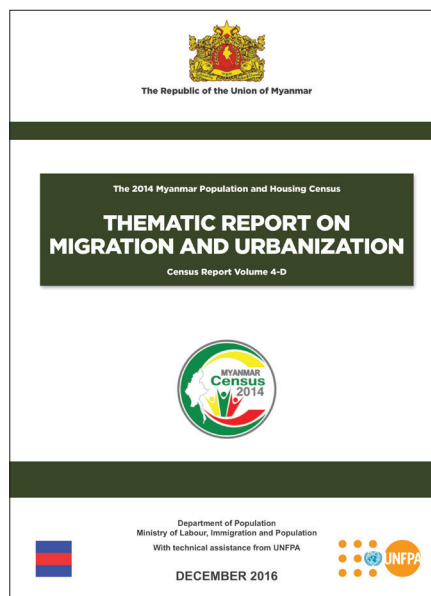 The Republic of the Union of Myanmar
The 2014 Myanmar Population and Housing Census
THEMATIC REPORT ON
MIGRATION AND URBANIZATION
Census Report Volume 4-D
MYANMAR
Census
2014
Department of Population
Ministry of Labour, Immigration and Population
With technical assistance from UNFPA
DECEMBER 2016
UNFPA